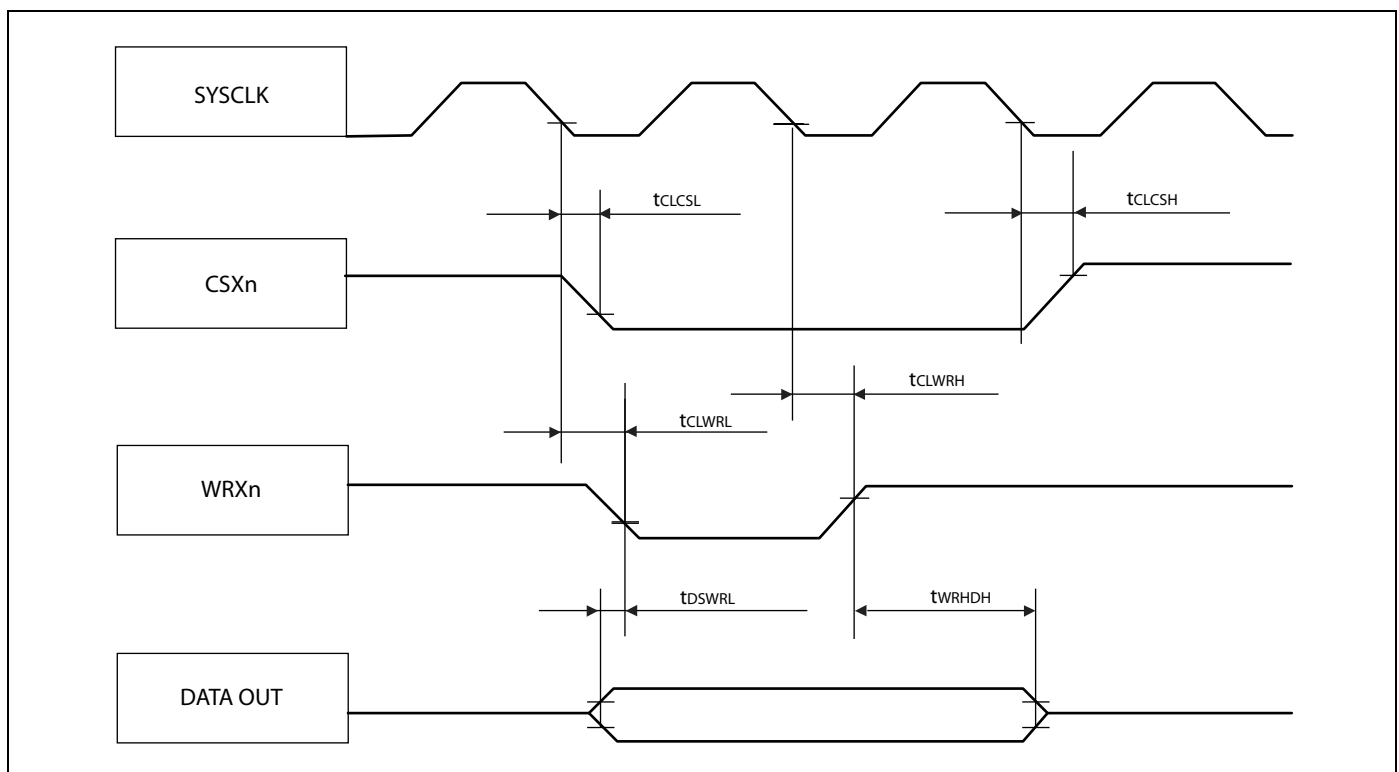 SYSCLK
tCLCSL
tCLCSH
CSXn
tCLWRH
tCLWRL
WRXn
tDSWRL
tWRHDH
DATA OUT